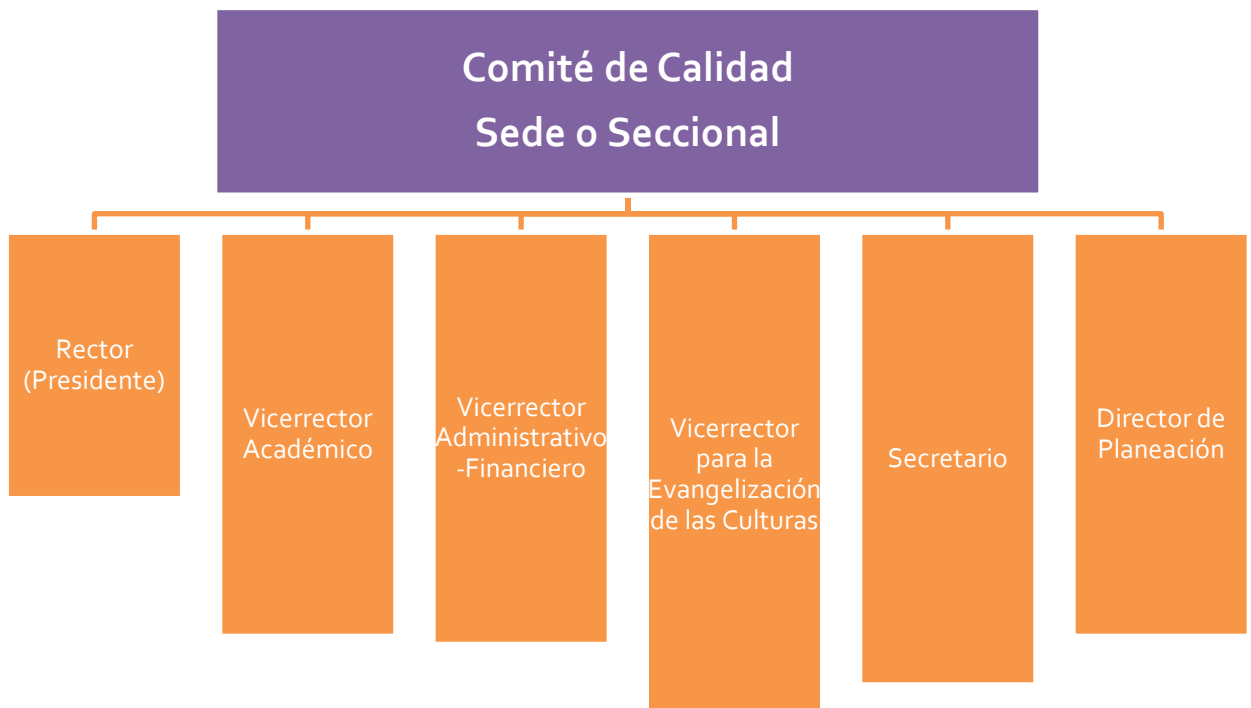 Comité de Calidad
Sede o Seccional
Rector
(Presidente)
Vicerrector
Académico
Vicerrector
Administrativo
-Financiero
Vicerrector
para la
Evangelización
de las Culturas
Secretario
Director de
Planeación